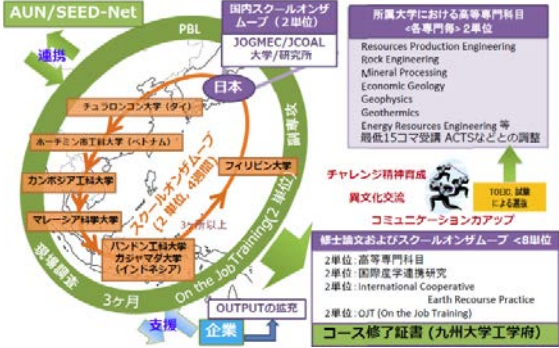 AUN/SEED-Net
連携
PBL
国内スクールオンザ
ムーブ（２単位）
JOGMEC/JCOAL
大学/研究所
日本
チュラロンコン大学（タイ）
ホーチミン市工科大学（ベトナム）
カンボジア工科大学
マレーシア科学大学
バンドン工科大学
ガジャマダ大学
（インドネシア）
フィリピン大学
スクールオンザムーブ
（２単位, 4週間）
3ヶ所以上
副専攻
On the Job Training(２単位)
3ヶ月
現場調査
支援
企業
OUTPUTの拡充
所属大学における高等専門科目
<各専門毎> 2単位
Resources Production Engineering
Rock Engineering
Mineral Processing
Economic Geology
Geophysics
Geothermics
Energy Resources Engineering 等
最低15コマ受講 ACTSなどとの調整
チャレンジ精神育成
異文化交流
コミュニケーション力アップ
TOEIC, 試験
による選抜
修士論文およびスクールオンザムーブ <8単位
2単位：高等専門科目
2単位：国際産学連携研究
2単位：International Cooperative
Earth Recourse Practice
2単位：OJT (On the Job Training)
コース修了証書 (九州大学工学府)